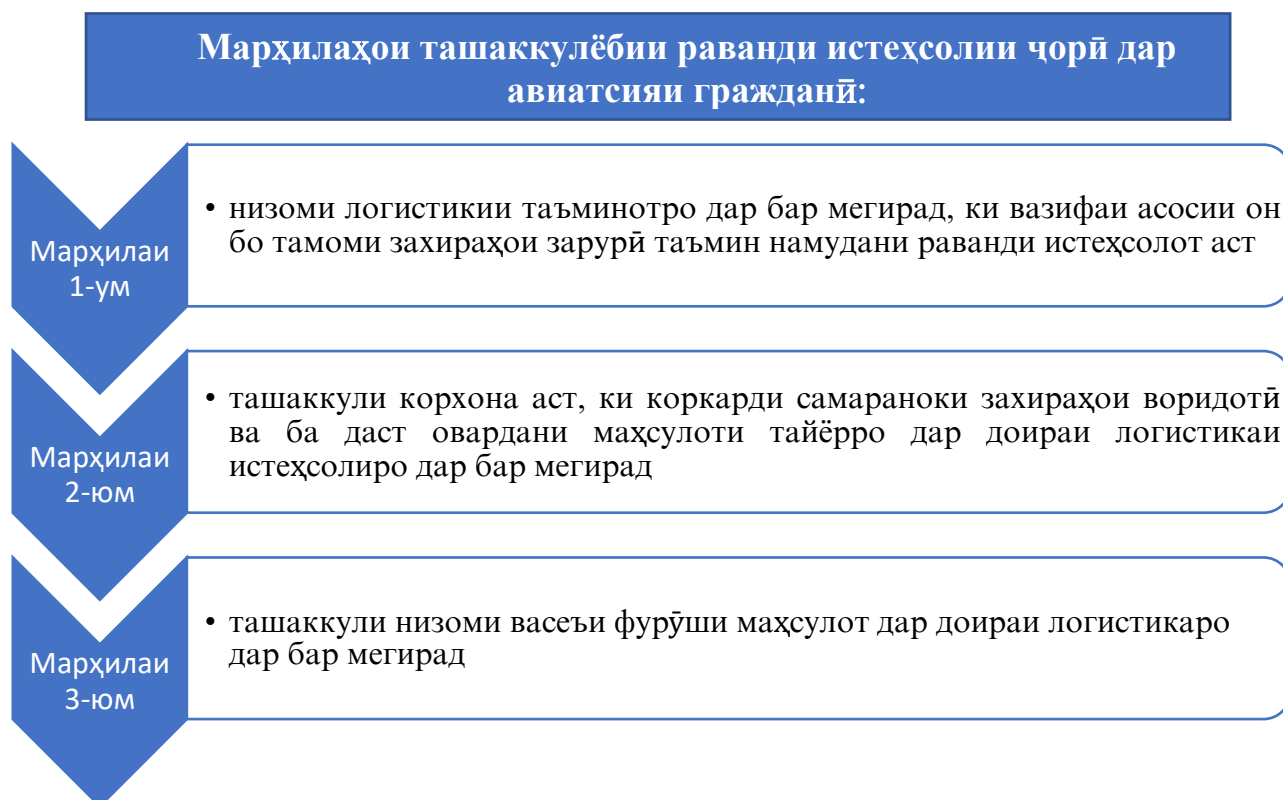 Марҳилаҳои ташаккулёбии раванди истеҳсолии ҷорӣ дар
авиатсияи гражданӣ:
Марҳилаи
1-ум
• низоми логистикии таъминотро дар бар мегирад, ки вазифаи асосии он
бо тамоми захираҳои зарурӣ таъмин намудани раванди истеҳсолот аст
Марҳилаи
2-юм
• ташаккули корхона аст, ки коркарди самараноки захираҳои воридотӣ
ва ба даст овардани маҳсулоти тайёрро дар доираи логистикаи
истеҳсолиро дар бар мегирад
Марҳилаи
3-юм
• ташаккули низоми васеъи фурӯши маҳсулот дар доираи логистикаро
дар бар мегирад